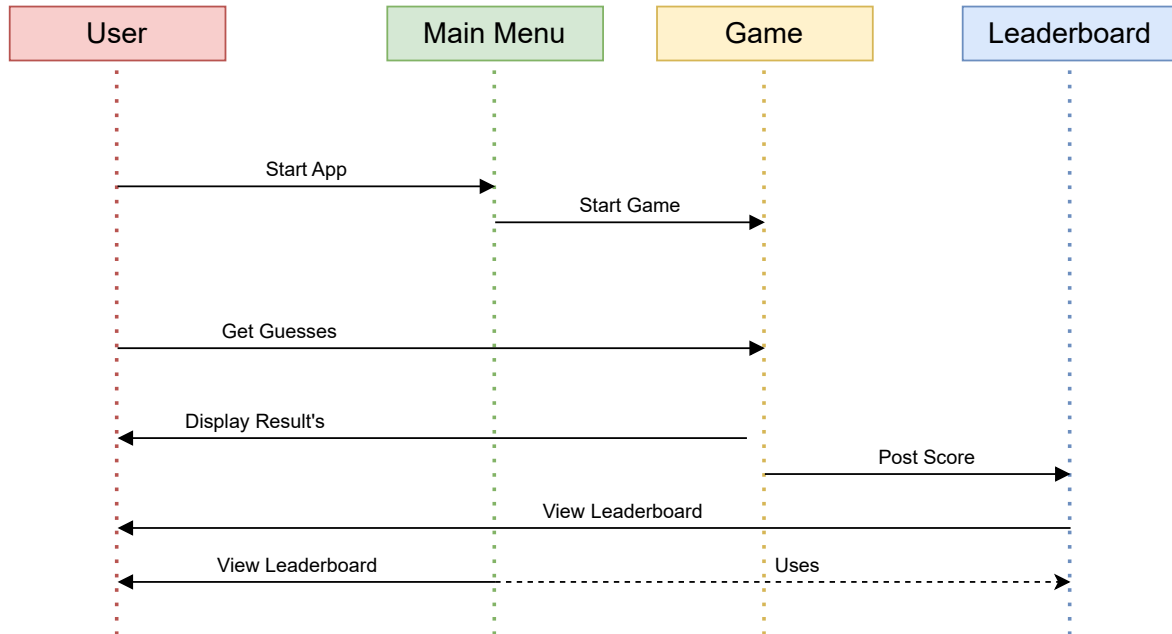 User
Main Menu
Game
Leaderboard
Start App
Start Game
Get Guesses
Display Result's
Post Score
View Leaderboard
View Leaderboard
Uses